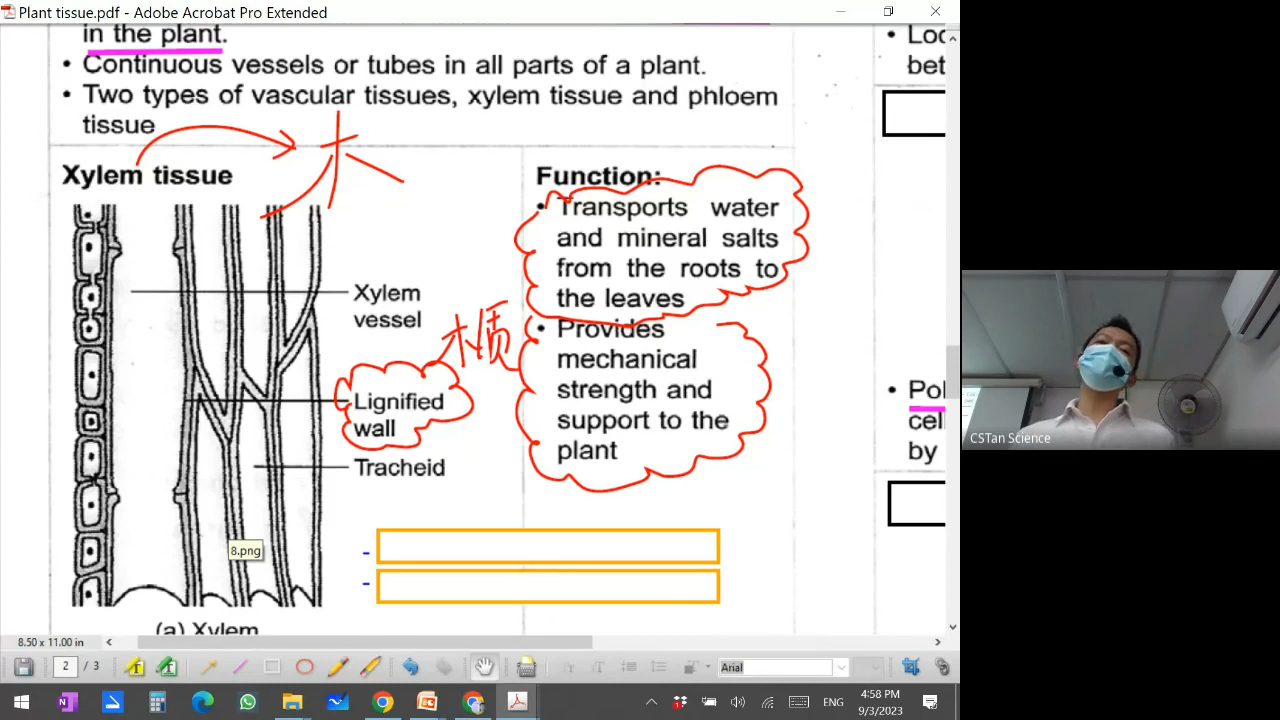 Plant tissue.pdf - Adobe Acrobat Pro Extended
in the plant.
• Continuous vessels or tubes in all parts of a plant.
• Two types of vascular tissues, xylem tissue and phloem
tissue
木
Xylem tissue
Xylem
vessel
木质
Lignified
wall
Tracheid
8.png
(a) Xylem
Function:
• Transports water
and mineral salts
from the roots to
the leaves
• Provides
mechanical
strength and
support to the
plant
-
-
• Loc
bet
• Pol
cell
by
CSTan Science
8.50 x 11.00 in
2 / 3
T T
Arial
ENG
4:58 PM
9/3/2023